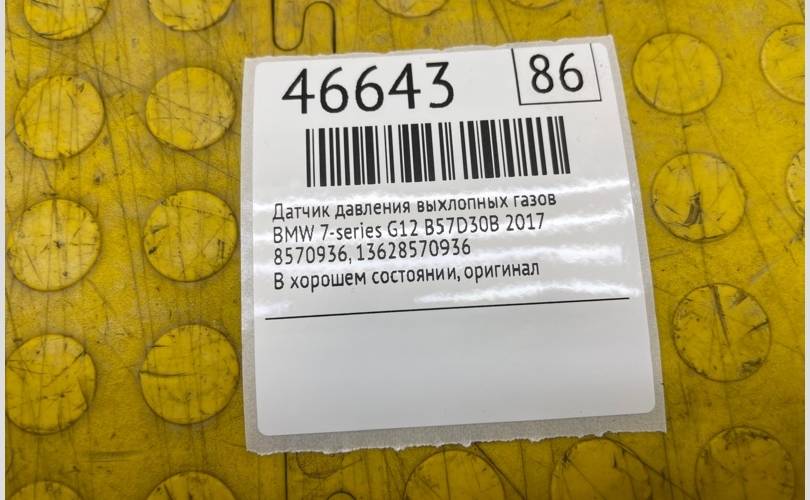 46643
86
Датчик давления выхлопных газов
BMW 7-series G12 B57D30B 2017
8570936, 13628570936
В хорошем состоянии, оригинал